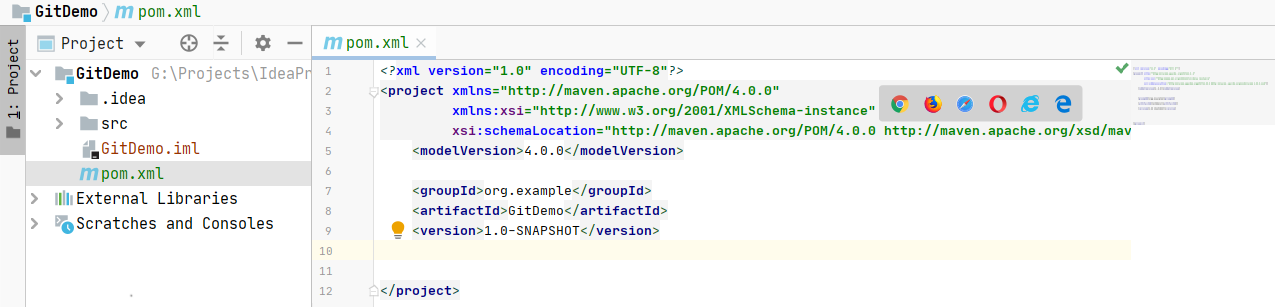 GitDemo pom.xml
1: Project
Project
GitDemo G:\Projects\IdeaPr
.idea
src
GitDemo.iml
pom.xml
External Libraries
Scratches and Consoles
pom.xml
1 <?xml version="1.0" encoding="UTF-8"?>
2 <project xmlns="http://maven.apache.org/POM/4.0.0"
3 xmlns:xsi="http://www.w3.org/2001/XMLSchema-instance"
4 xsi:schemaLocation="http://maven.apache.org/POM/4.0.0 http://maven.apache.org/xsd/mav
5 <modelVersion>4.0.0</modelVersion>
6
7 <groupId>org.example</groupId>
8 <artifactId>GitDemo</artifactId>
9 <version>1.0-SNAPSHOT</version>
10
11
12 </project>